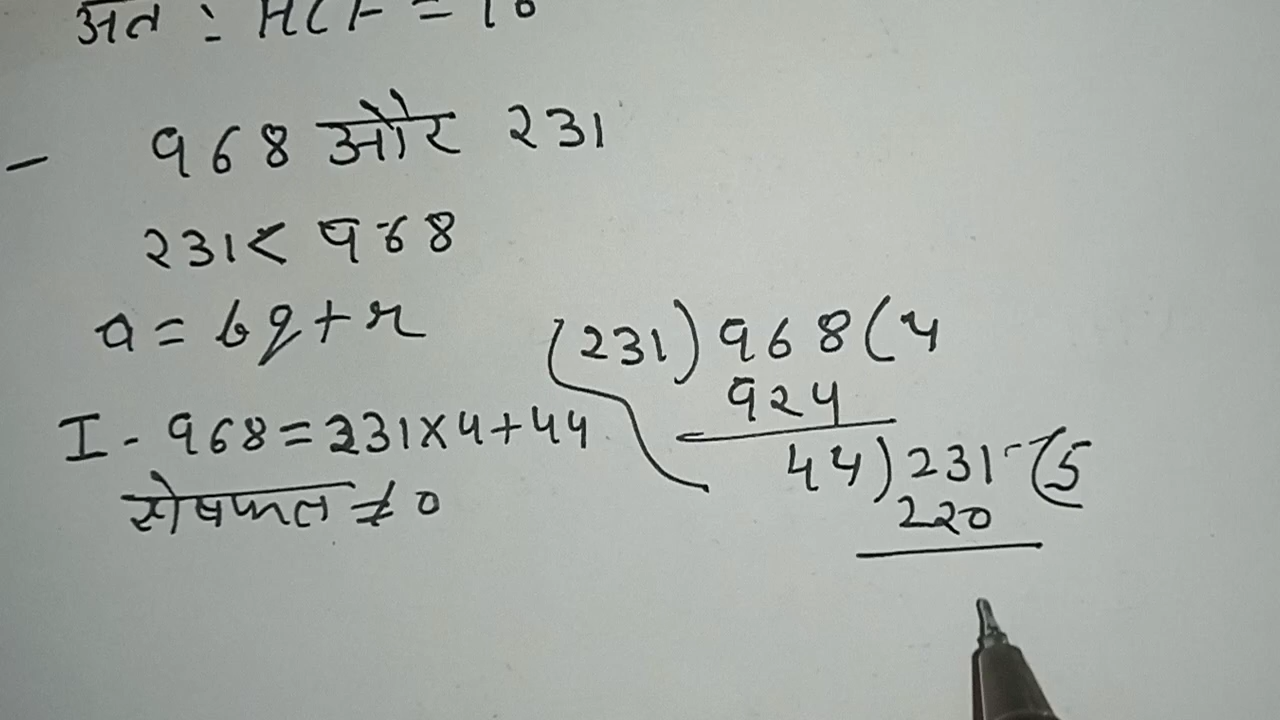 अत : HCF = 16
- 968 और 231
231 < 968
a = bq + r
I - 968 = 231 × 4 + 44
सेषफल ≠ 0
231 ) 968 ( 4
924
44 ) 231 - ( 5
220